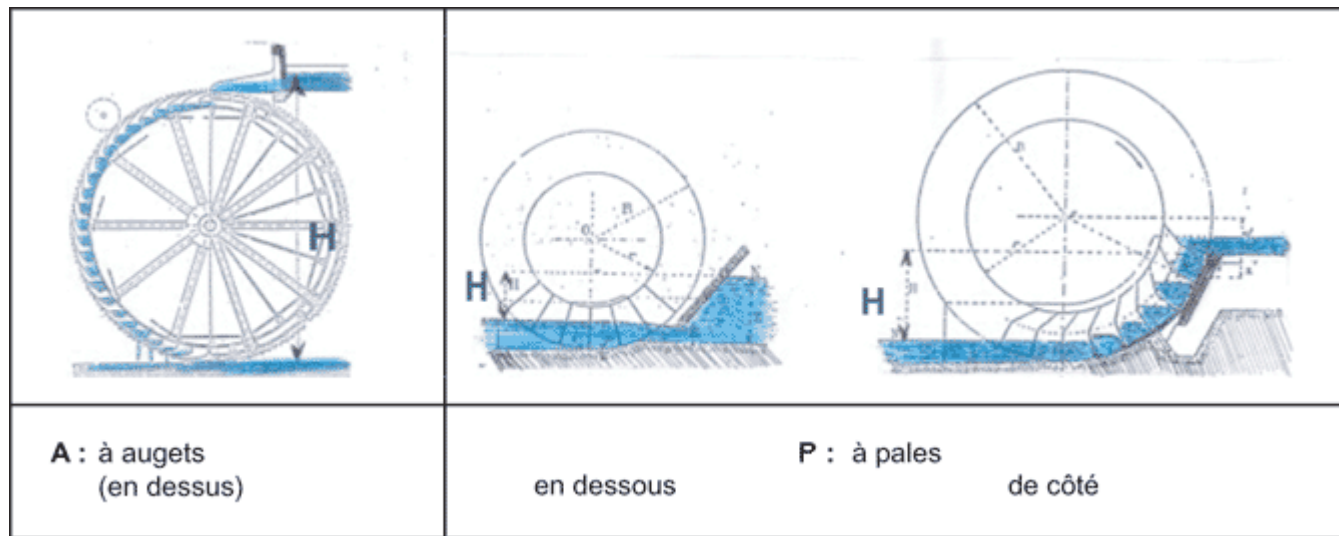 H
H
H
A : à augets
(en dessus)
P : à pales
en dessous
de côté